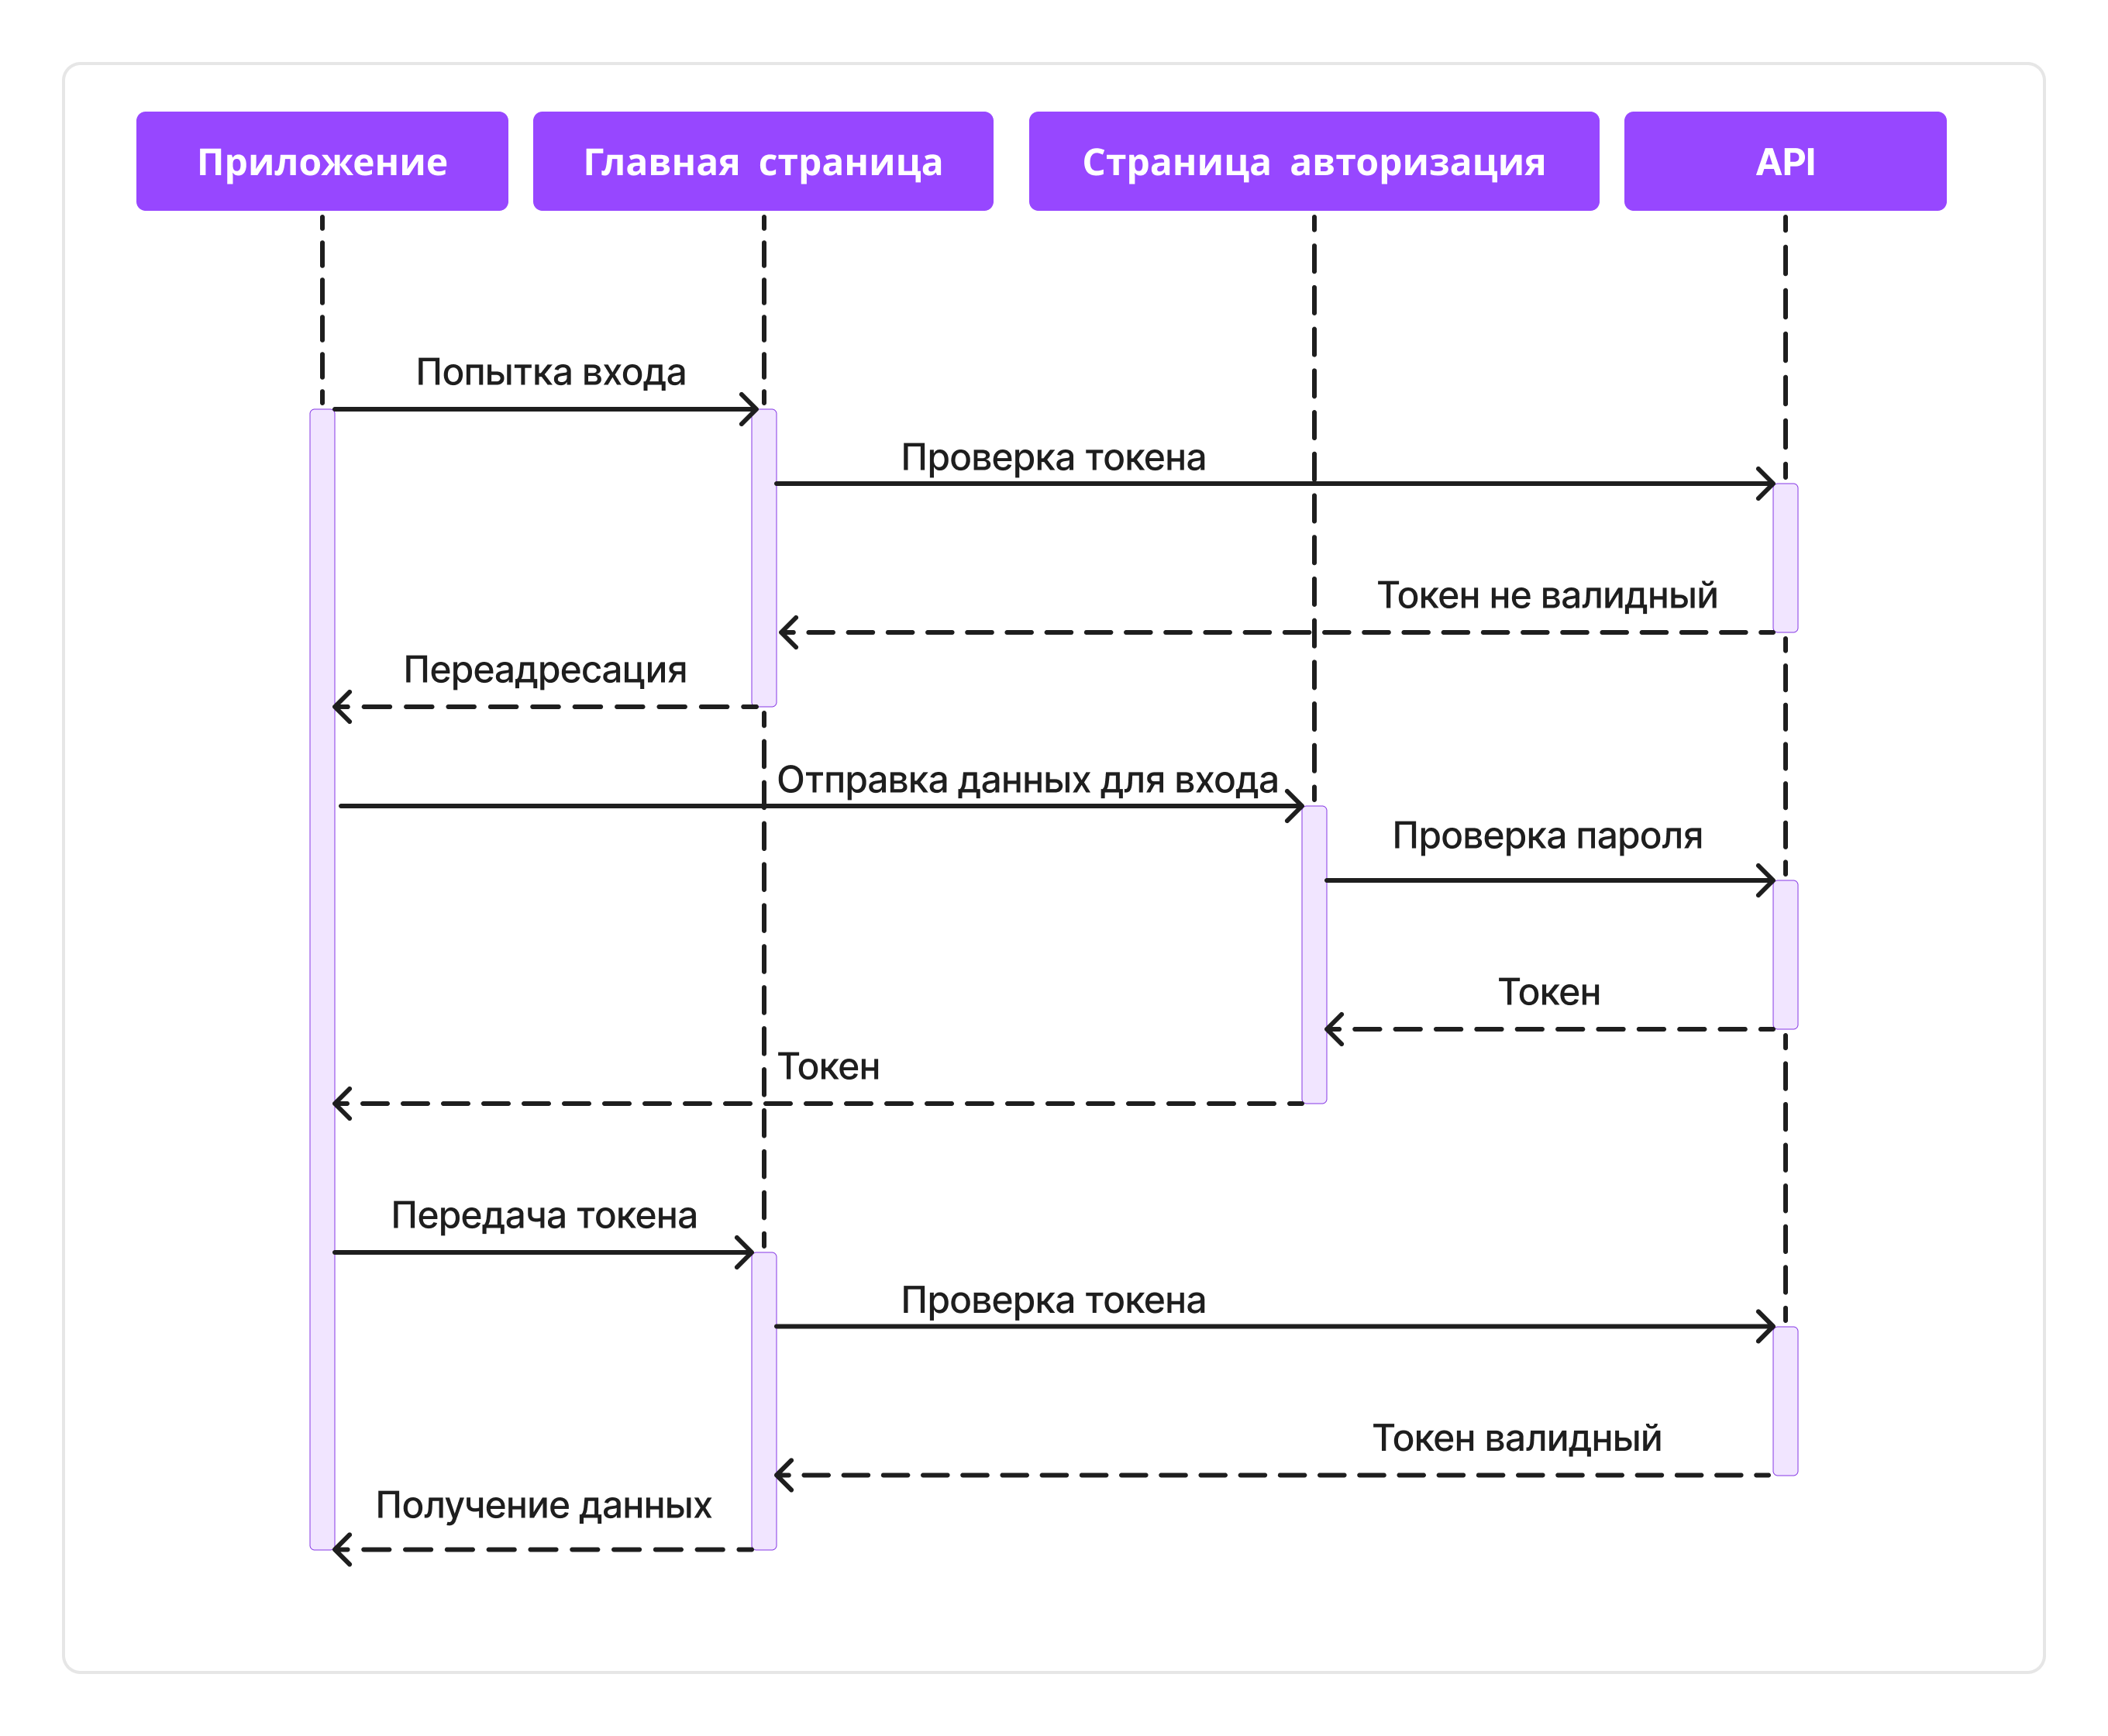 Приложение
Главная страница
Страница авторизация
API
Попытка входа
Проверка токена
Токен не валидный
Переадресация
Отправка данных для входа
Проверка пароля
Токен
Токен
Передача токена
Проверка токена
Токен валидный
Получение данных